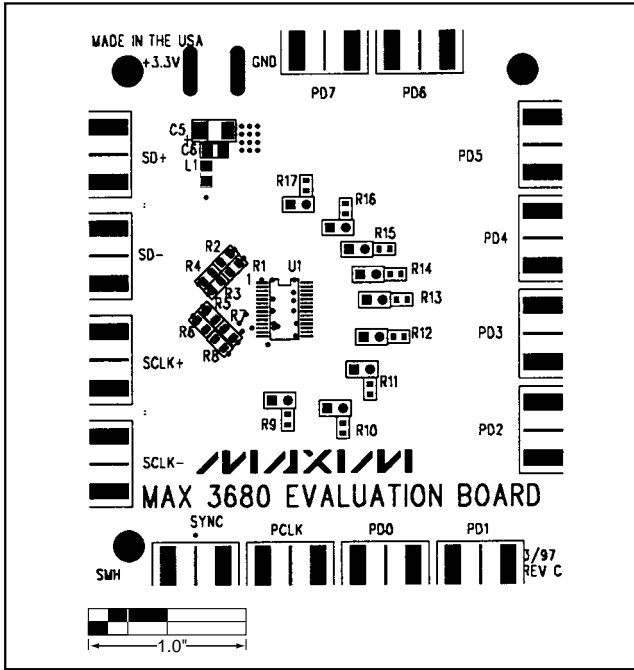 MADE IN THE USA
+3.3V
GND
PD7
PD6
C5
+
C6
L1
SD+
PD5
R17
R16
SD-
R2
R15
PD4
R4
R1
U1
R14
1
R3
R13
R5
R7
R6
R12
PD3
R8
SCLK+
R11
R9
R10
PD2
SCLK-
MAXIM
MAX 3680 EVALUATION BOARD
SYNC
PCLK
PD0
PD1
3/97
REV C
SMH
1.0"